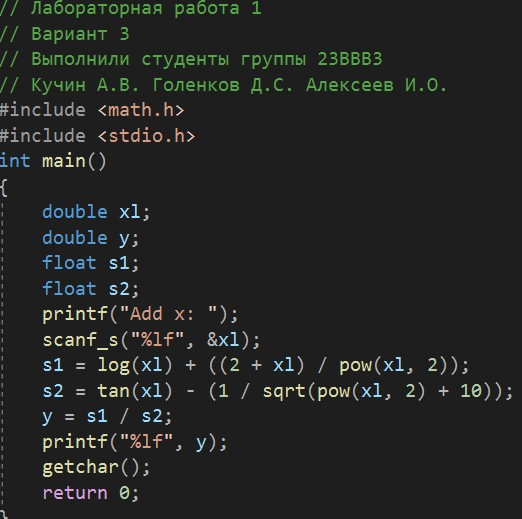 // Лабораторная работа 1
// Вариант 3
// Выполнили студенты группы 23ВВВ3
// Кучин А.В. Голенков Д.С. Алексеев И.О.
#include <math.h>
#include <stdio.h>
int main()
{
    double xl;
    double y;
    float s1;
    float s2;
    printf("Add x: ");
    scanf_s("%lf", &xl);
    s1 = log(xl) + ((2 + xl) / pow(xl, 2));
    s2 = tan(xl) - (1 / sqrt(pow(xl, 2) + 10));
    y = s1 / s2;
    printf("%lf", y);
    getchar();
    return 0;
}